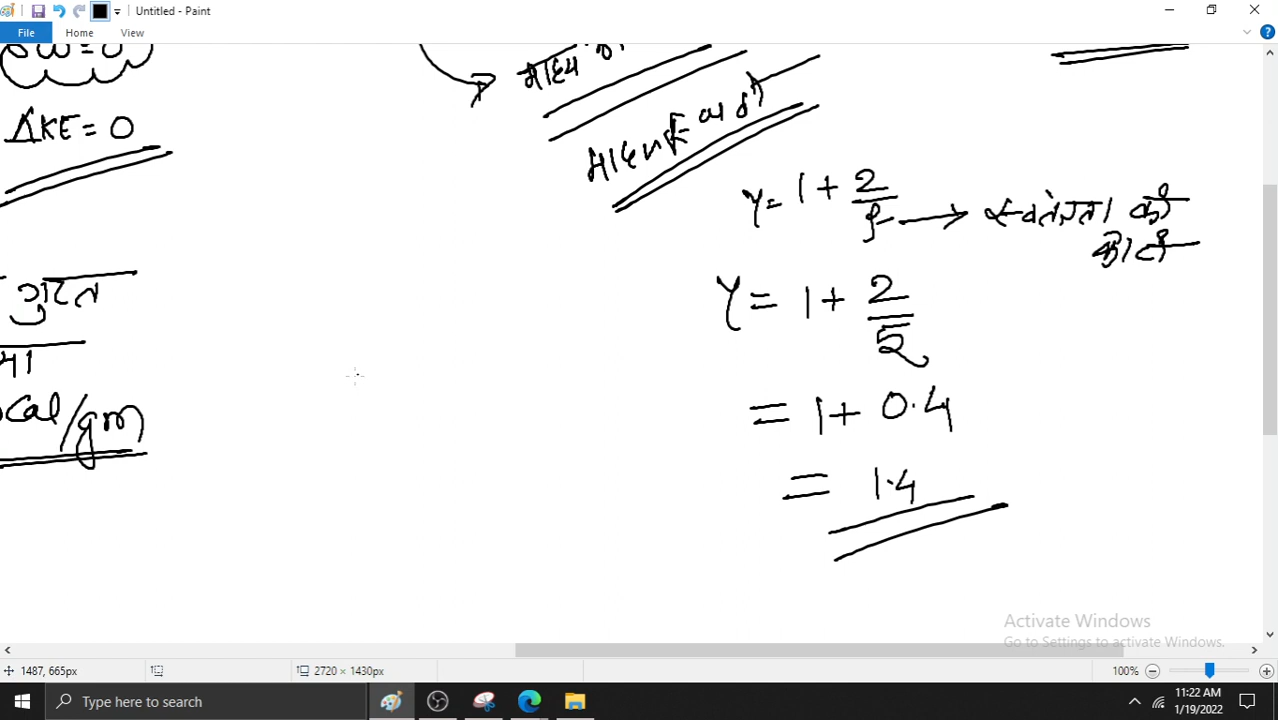 Untitled - Paint
File Home View
δω = 0
ΔKE = 0
गुप्त
cal/gm
γ = 1 + 2/f → स्वतंत्रता की
कोटी
γ = 1 + 2/5
= 1 + 0.4
= 1.4
Activate Windows
Go to Settings to activate Windows.
1487, 665px
2720 × 1430px
100%
Type here to search
11:22 AM
1/19/2022